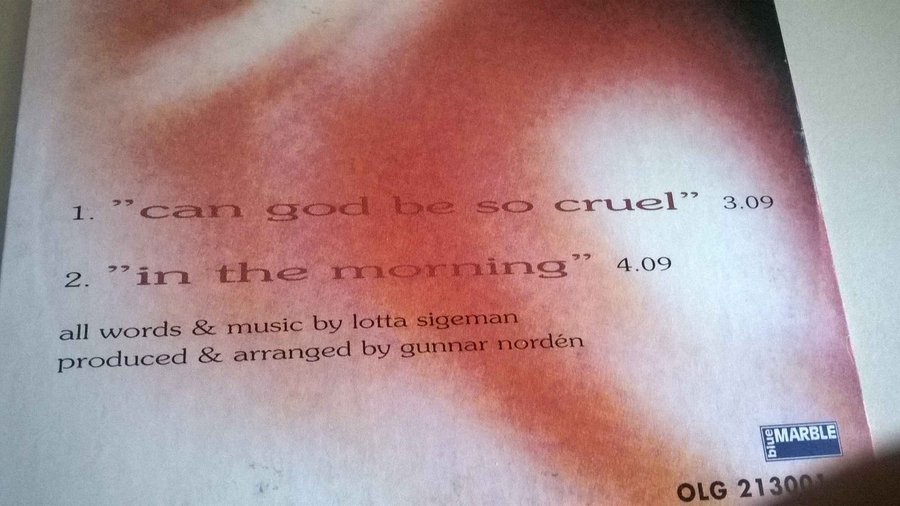 1. ”can god be so cruel” 3.09
2. ”in the morning” 4.09
all words & music by lotta sigeman
produced & arranged by gunnar nordén
blue MARBLE
OLG